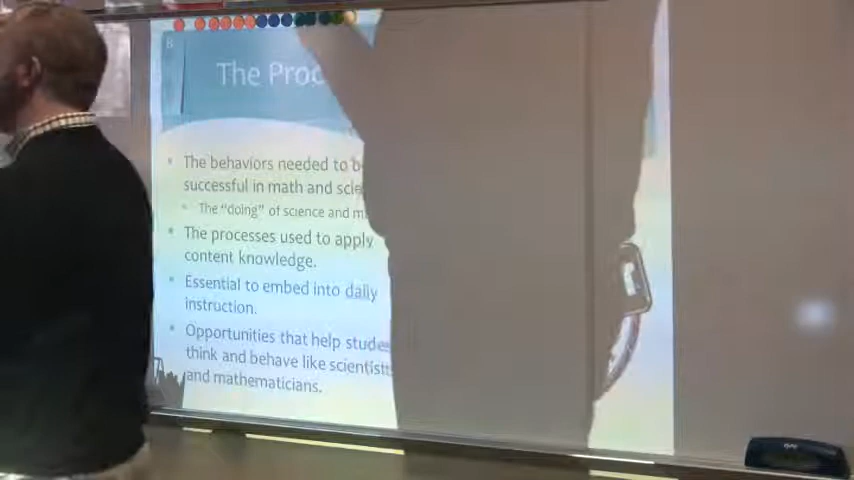 8
The Proc
The behaviors needed to b
successful in math and scie
The "doing" of science and m
The processes used to apply
content knowledge.
Essential to embed into daily
instruction.
Opportunities that help stude
think and behave like scientists
and mathematicians.